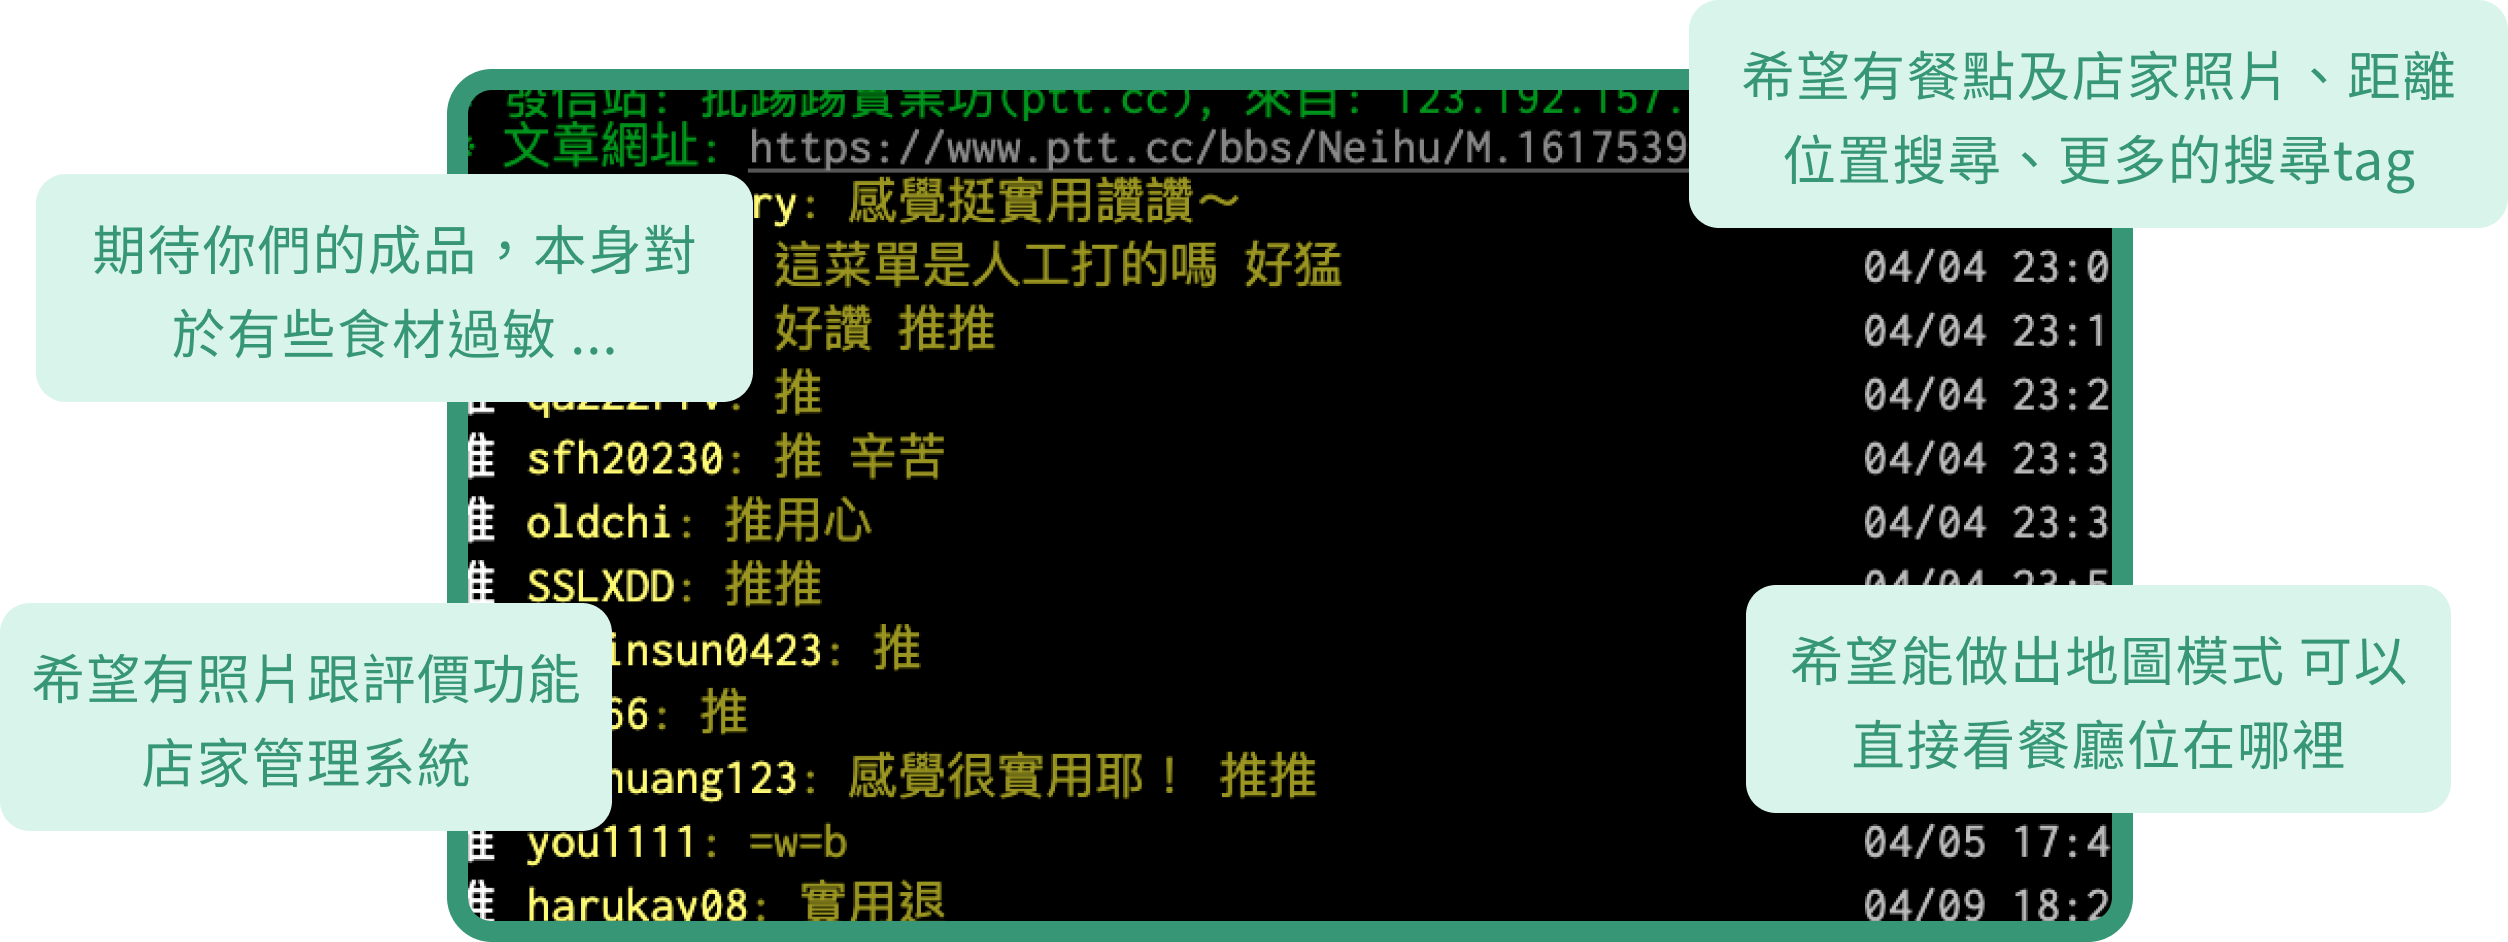 希望有餐點及店家照片、距離
位置搜尋、更多的搜尋tag
發信站: 批踢踢實業坊(ptt.cc), 來自: 123.192.157.
文章網址: https://www.ptt.cc/bbs/Neihu/M.1617539
期待你們的成品，本身對
於有些食材過敏 ...
ry: 感覺挺實用讚讚～
這菜單是人工打的嗎 好猛 04/04 23:0
好讚 推推 04/04 23:1
推 04/04 23:2
推 sfh20230: 推 辛苦 04/04 23:3
推 oldchi: 推用心 04/04 23:3
推 SSLXDD: 推推 04/04 23:5
希望有照片跟評價功能
店家管理系統
insun0423: 推
66: 推
huang123: 感覺很實用耶！ 推推
希望能做出地圖模式 可以
直接看餐廳位在哪裡
推 you1111: =w=b 04/05 17:4
推 harukay08: 實用退 04/09 18:2